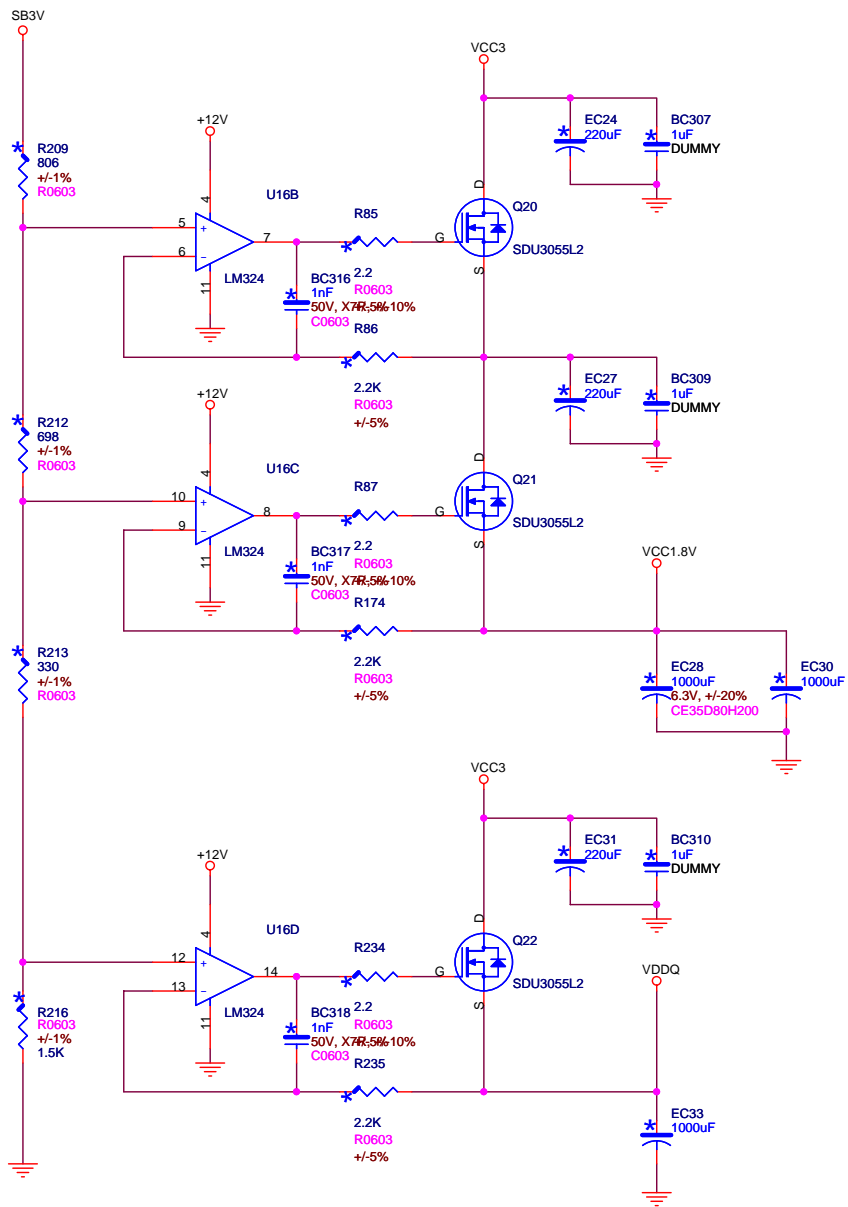 SB3V
VCC3
+12V
EC24
220uF
BC307
1uF
DUMMY
R209
806
+/-1%
R0603
4
U16B
5
+
6
−
7
11
LM324
R85
G
D
S
Q20
SDU3055L2
2.2
R0603
BC316
1nF
50V, X7R, +/-10%
+/-5%
C0603
R86
2.2K
R0603
+/-5%
EC27
220uF
BC309
1uF
DUMMY
+12V
R212
698
+/-1%
R0603
4
U16C
10
+
9
−
8
11
LM324
R87
G
D
S
Q21
SDU3055L2
2.2
R0603
BC317
1nF
50V, X7R, +/-10%
+/-5%
C0603
R174
2.2K
R0603
+/-5%
VCC1.8V
R213
330
+/-1%
R0603
EC28
1000uF
6.3V, +/-20%
CE35D80H200
EC30
1000uF
VCC3
+12V
EC31
220uF
BC310
1uF
DUMMY
4
U16D
12
+
13
−
14
11
LM324
R234
G
D
S
Q22
SDU3055L2
VDDQ
R216
R0603
+/-1%
1.5K
2.2
R0603
BC318
1nF
50V, X7R, +/-10%
+/-5%
C0603
R235
2.2K
R0603
+/-5%
EC33
1000uF